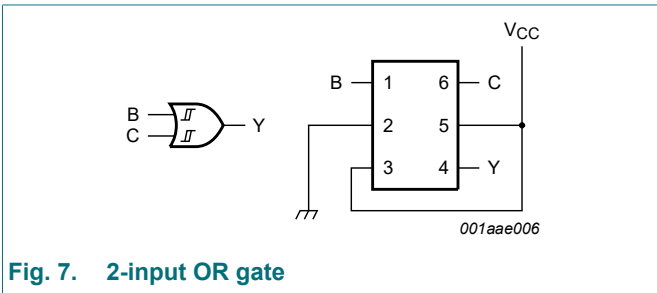 VCC
B 1 6 C
B Y
C
2 5
3 4 Y
001aae006
Fig. 7. 2-input OR gate